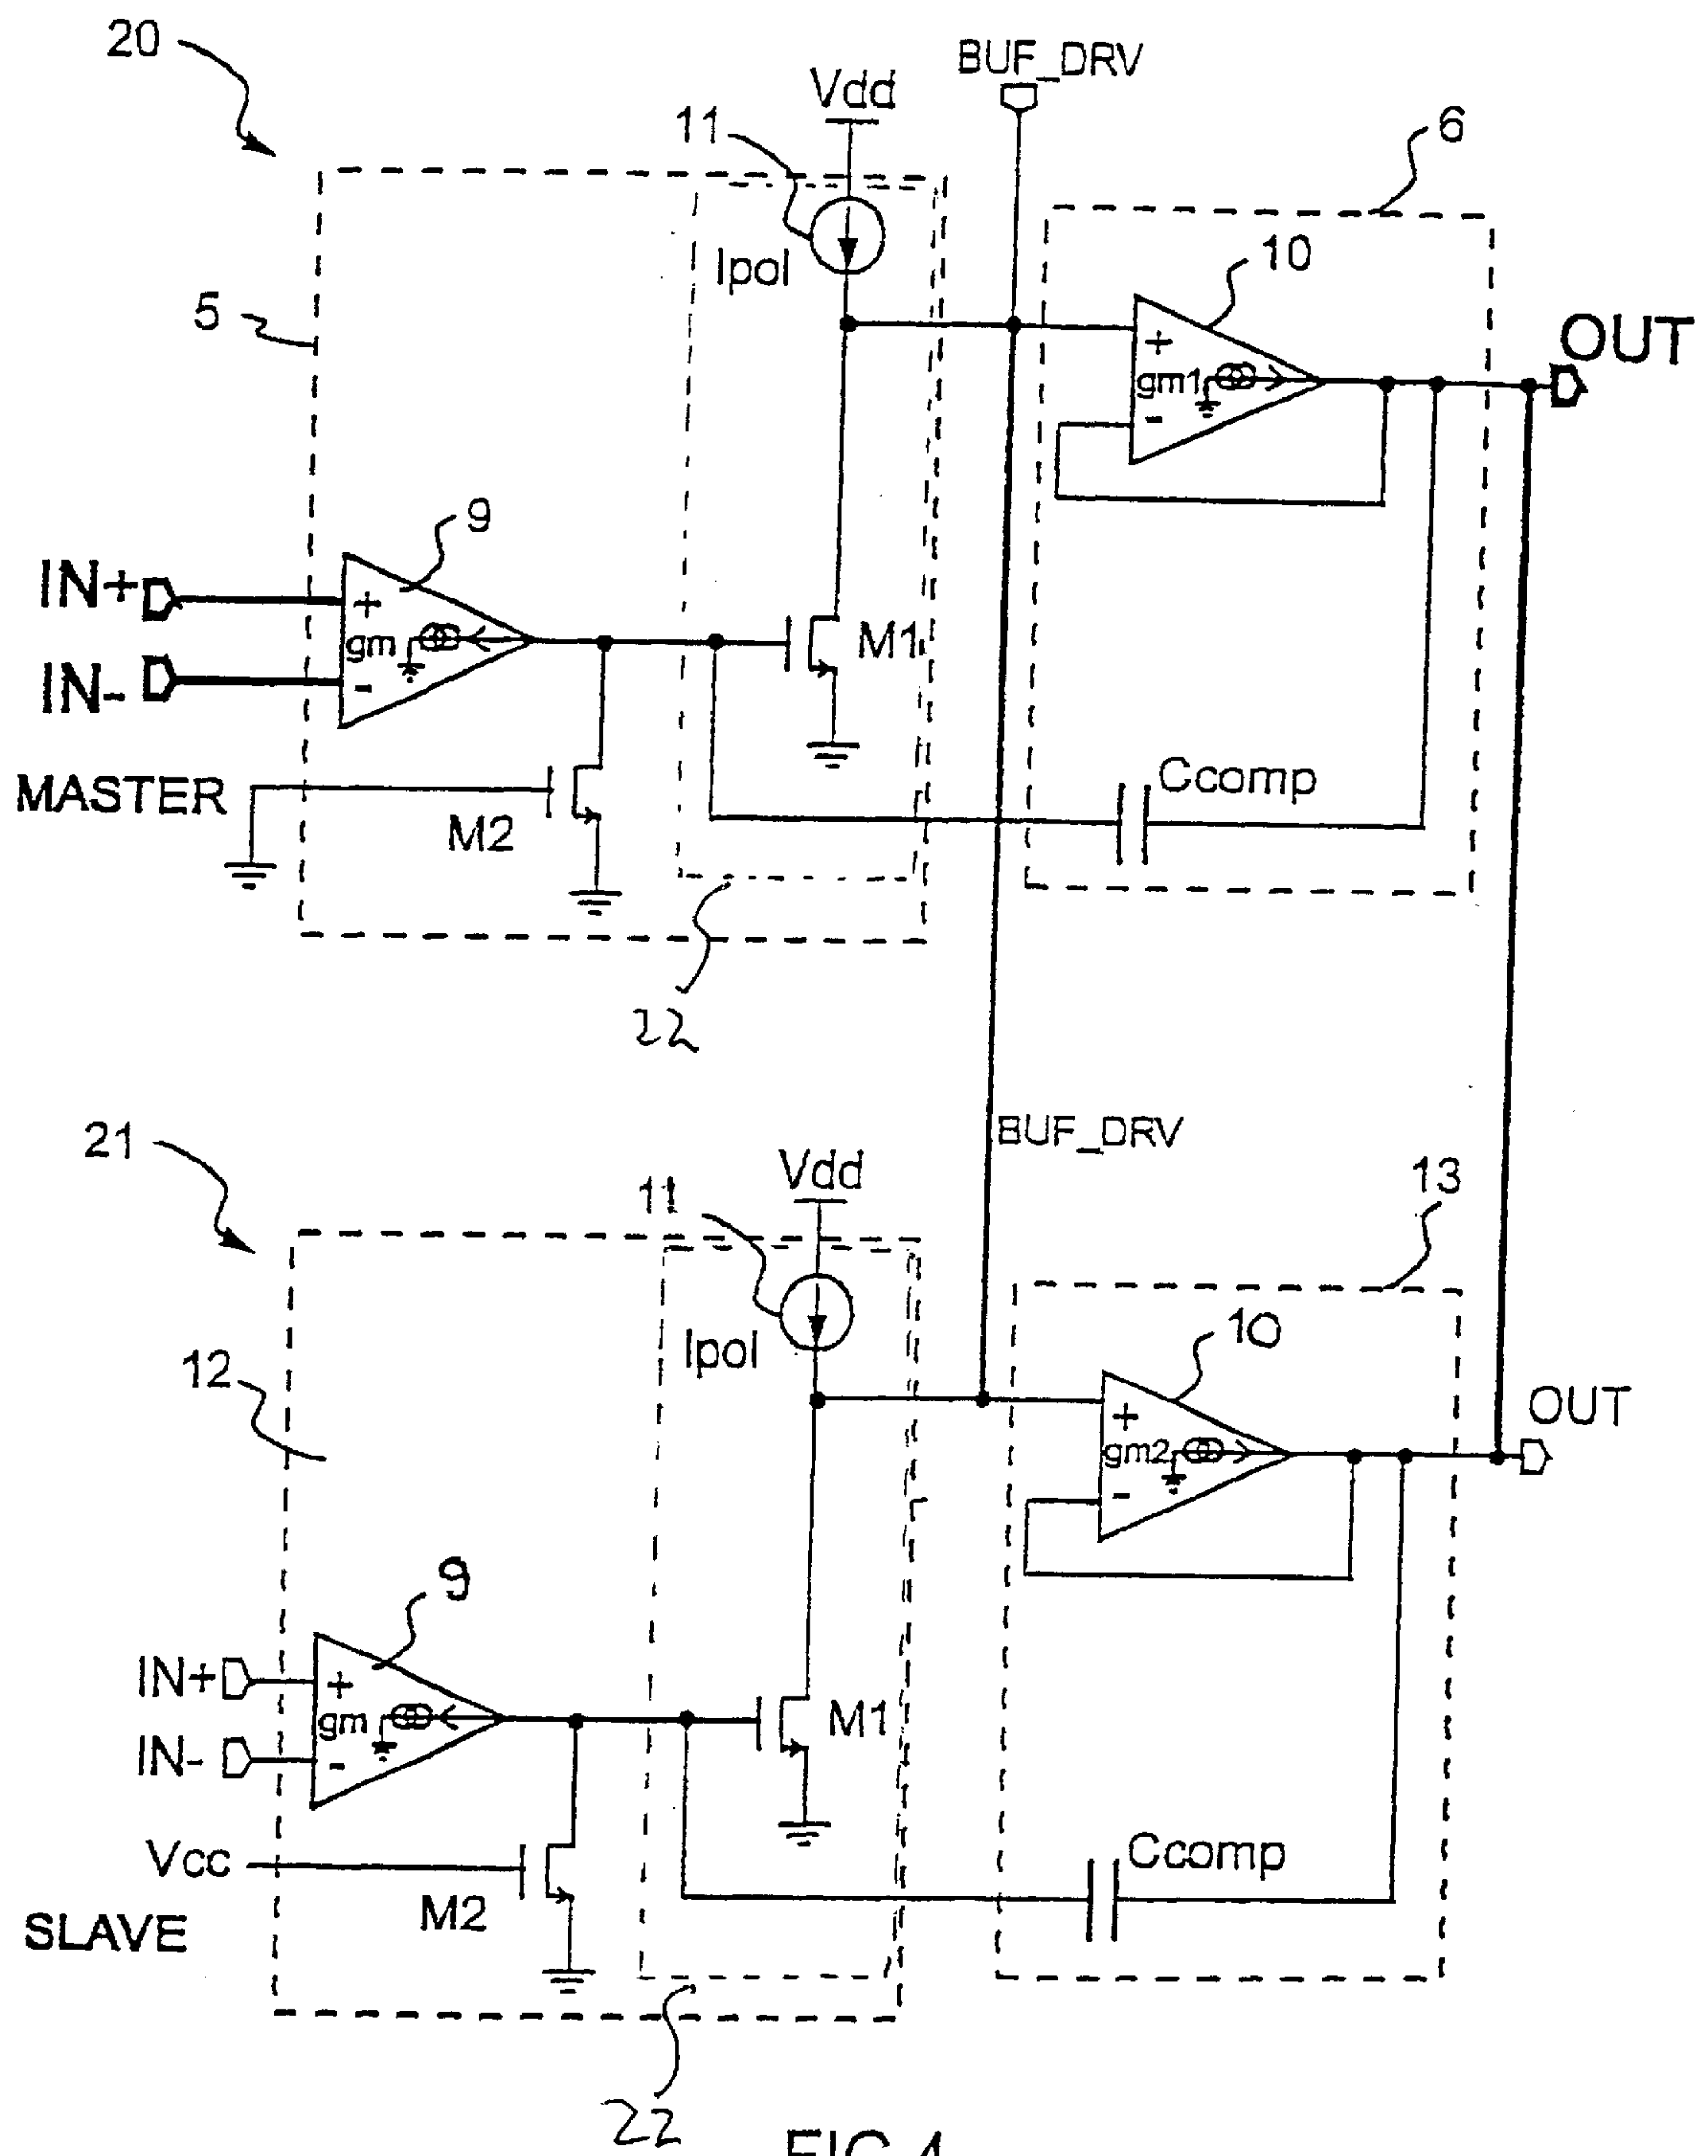 20
BUF_DRV
Vdd
11
6
Ipol
10
5
OUT
+
gm1
-
9
IN+
+
gm
M1
IN-
-
MASTER
M2
Ccomp
22
BUF_DRV
21
Vdd
13
11
Ipol
10
12
+
OUT
gm2
-
9
IN+
+
gm
M1
IN-
-
Vcc
M2
Ccomp
SLAVE
22
FIG.4